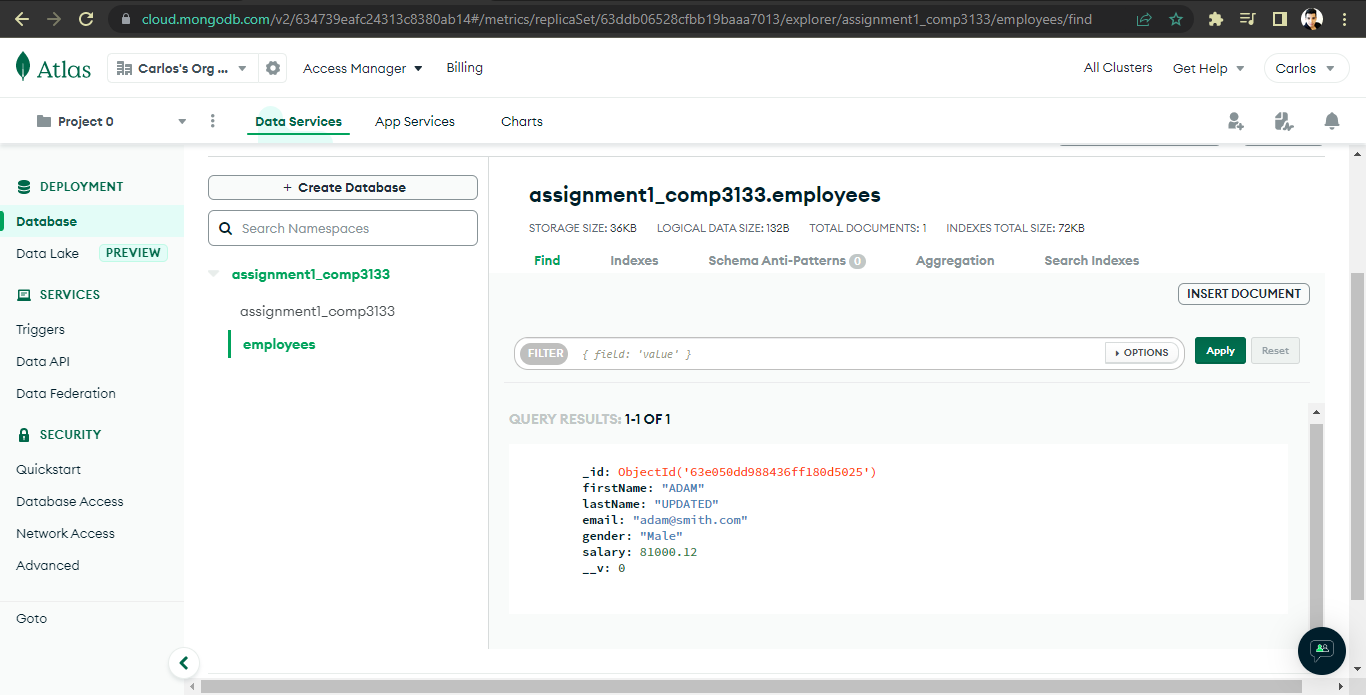 cloud.mongodb.com/v2/634739eafc24313c8380ab14#/metrics/replicaSet/63ddb06528cfbb19baaa7013/explorer/assignment1_comp3133/employees/find
Atlas
Carlos's Org ...
Access Manager
Billing
All Clusters
Get Help
Carlos
Project 0
Data Services
App Services
Charts
DEPLOYMENT
Database
Data Lake PREVIEW
SERVICES
Triggers
Data API
Data Federation
SECURITY
Quickstart
Database Access
Network Access
Advanced
Goto
+ Create Database
Search Namespaces
assignment1_comp3133
assignment1_comp3133
employees
assignment1_comp3133.employees
STORAGE SIZE: 36KB LOGICAL DATA SIZE: 132B TOTAL DOCUMENTS: 1 INDEXES TOTAL SIZE: 72KB
Find Indexes Schema Anti-Patterns 0 Aggregation Search Indexes
INSERT DOCUMENT
FILTER { field: 'value' } OPTIONS Apply Reset
QUERY RESULTS: 1-1 OF 1
_id: ObjectId('63e050dd988436ff180d5025')
firstName: "ADAM"
lastName: "UPDATED"
email: "adam@smith.com"
gender: "Male"
salary: 81000.12
__v: 0